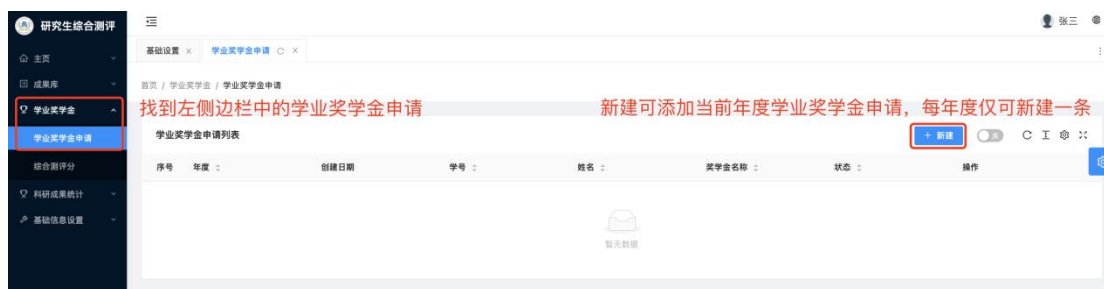 研究生综合测评
张三
主页
基础设置 × 学业奖学金申请 ×
成果库
首页 / 学业奖学金 / 学业奖学金申请
学业奖学金
找到左侧边栏中的学业奖学金申请
新建可添加当前年度学业奖学金申请，每年度仅可新建一条
学业奖学金申请
学业奖学金申请列表
+ 新建
关
综合测评分
序号 年度 创建日期 学号 姓名 奖学金名称 状态 操作
科研成果统计
基础信息设置
暂无数据